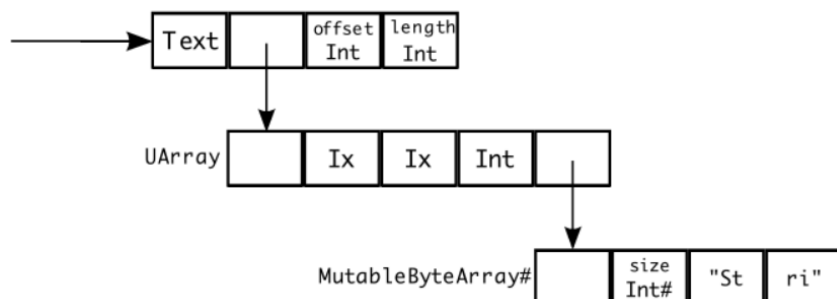 Text offset Int length Int
UArray Ix Ix Int
MutableByteArray# size Int# "St ri"